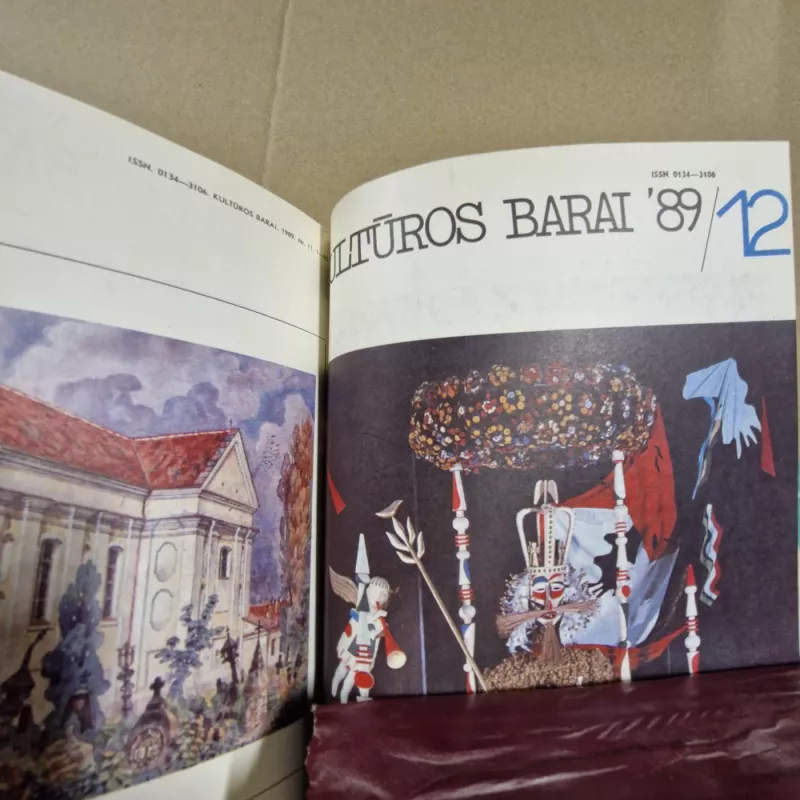 ISSN. 0134—3106. KULTŪROS BARAI. 1989. Nr. 11.
ISSN 0134—3106
ULTŪROS BARAI '89/12